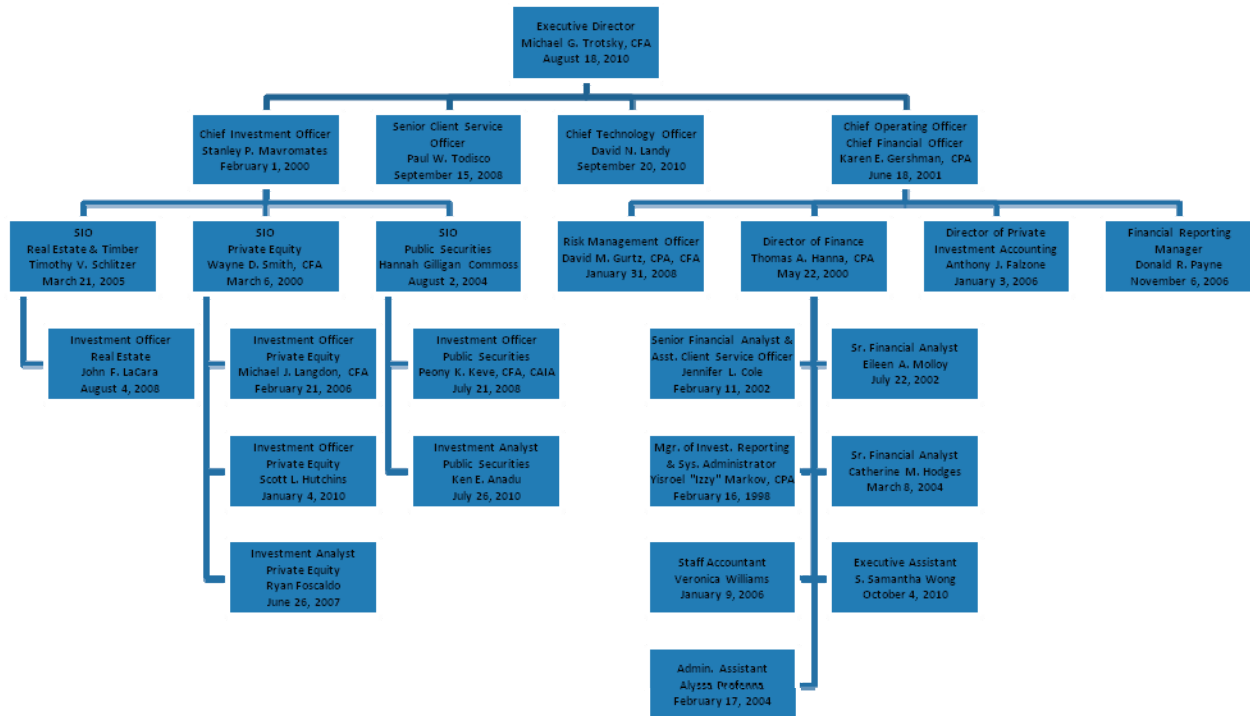 Executive Director
Michael G. Trotsky, CFA
August 18, 2010
Chief Investment Officer
Stanley P. Mavromates
February 1, 2000
Senior Client Service
Officer
Paul W. Todisco
September 15, 2008
Chief Technology Officer
David N. Landy
September 20, 2010
Chief Operating Officer
Chief Financial Officer
Karen E. Gershman, CPA
June 18, 2001
SIO
Real Estate & Timber
Timothy V. Schlitzer
March 21, 2005
SIO
Private Equity
Wayne D. Smith, CFA
March 6, 2000
SIO
Public Securities
Hannah Gilligan Commoss
August 2, 2004
Risk Management Officer
David M. Gurtz, CPA, CFA
January 31, 2008
Director of Finance
Thomas A. Hanna, CPA
May 22, 2000
Director of Private
Investment Accounting
Anthony J. Falzone
January 3, 2006
Financial Reporting
Manager
Donald R. Payne
November 6, 2006
Investment Officer
Real Estate
John F. LaCara
August 4, 2008
Investment Officer
Private Equity
Michael J. Langdon, CFA
February 21, 2006
Investment Officer
Public Securities
Peony K. Keve, CFA, CAIA
July 21, 2008
Senior Financial Analyst &
Asst. Client Service Officer
Jennifer L. Cole
February 11, 2002
Sr. Financial Analyst
Eileen A. Molloy
July 22, 2002
Investment Officer
Private Equity
Scott L. Hutchins
January 4, 2010
Investment Analyst
Public Securities
Ken E. Anadu
July 26, 2010
Mgr. of Invest. Reporting
& Sys. Administrator
Yisroel "Izzy" Markov, CPA
February 16, 1998
Sr. Financial Analyst
Catherine M. Hodges
March 8, 2004
Investment Analyst
Private Equity
Ryan Foscaldo
June 26, 2007
Staff Accountant
Veronica Williams
January 9, 2006
Executive Assistant
S. Samantha Wong
October 4, 2010
Admin. Assistant
Alyssa Profenna
February 17, 2004